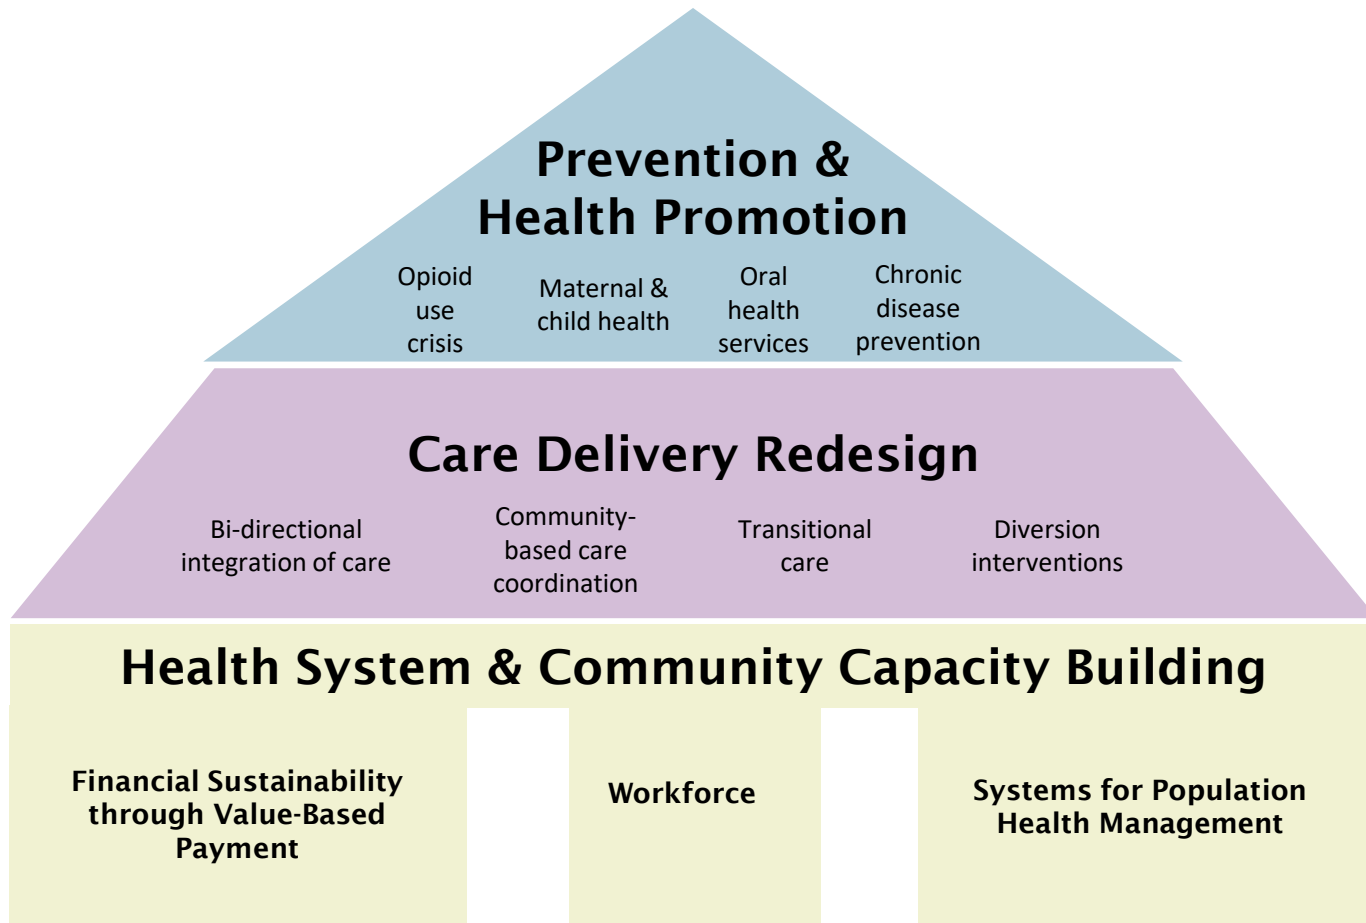 Prevention &
Health Promotion
Opioid
use
crisis
Maternal &
child health
Oral
health
services
Chronic
disease
prevention
Care Delivery Redesign
Bi-directional
integration of care
Community-
based care
coordination
Transitional
care
Diversion
interventions
Health System & Community Capacity Building
Financial Sustainability
through Value-Based
Payment
Workforce
Systems for Population
Health Management